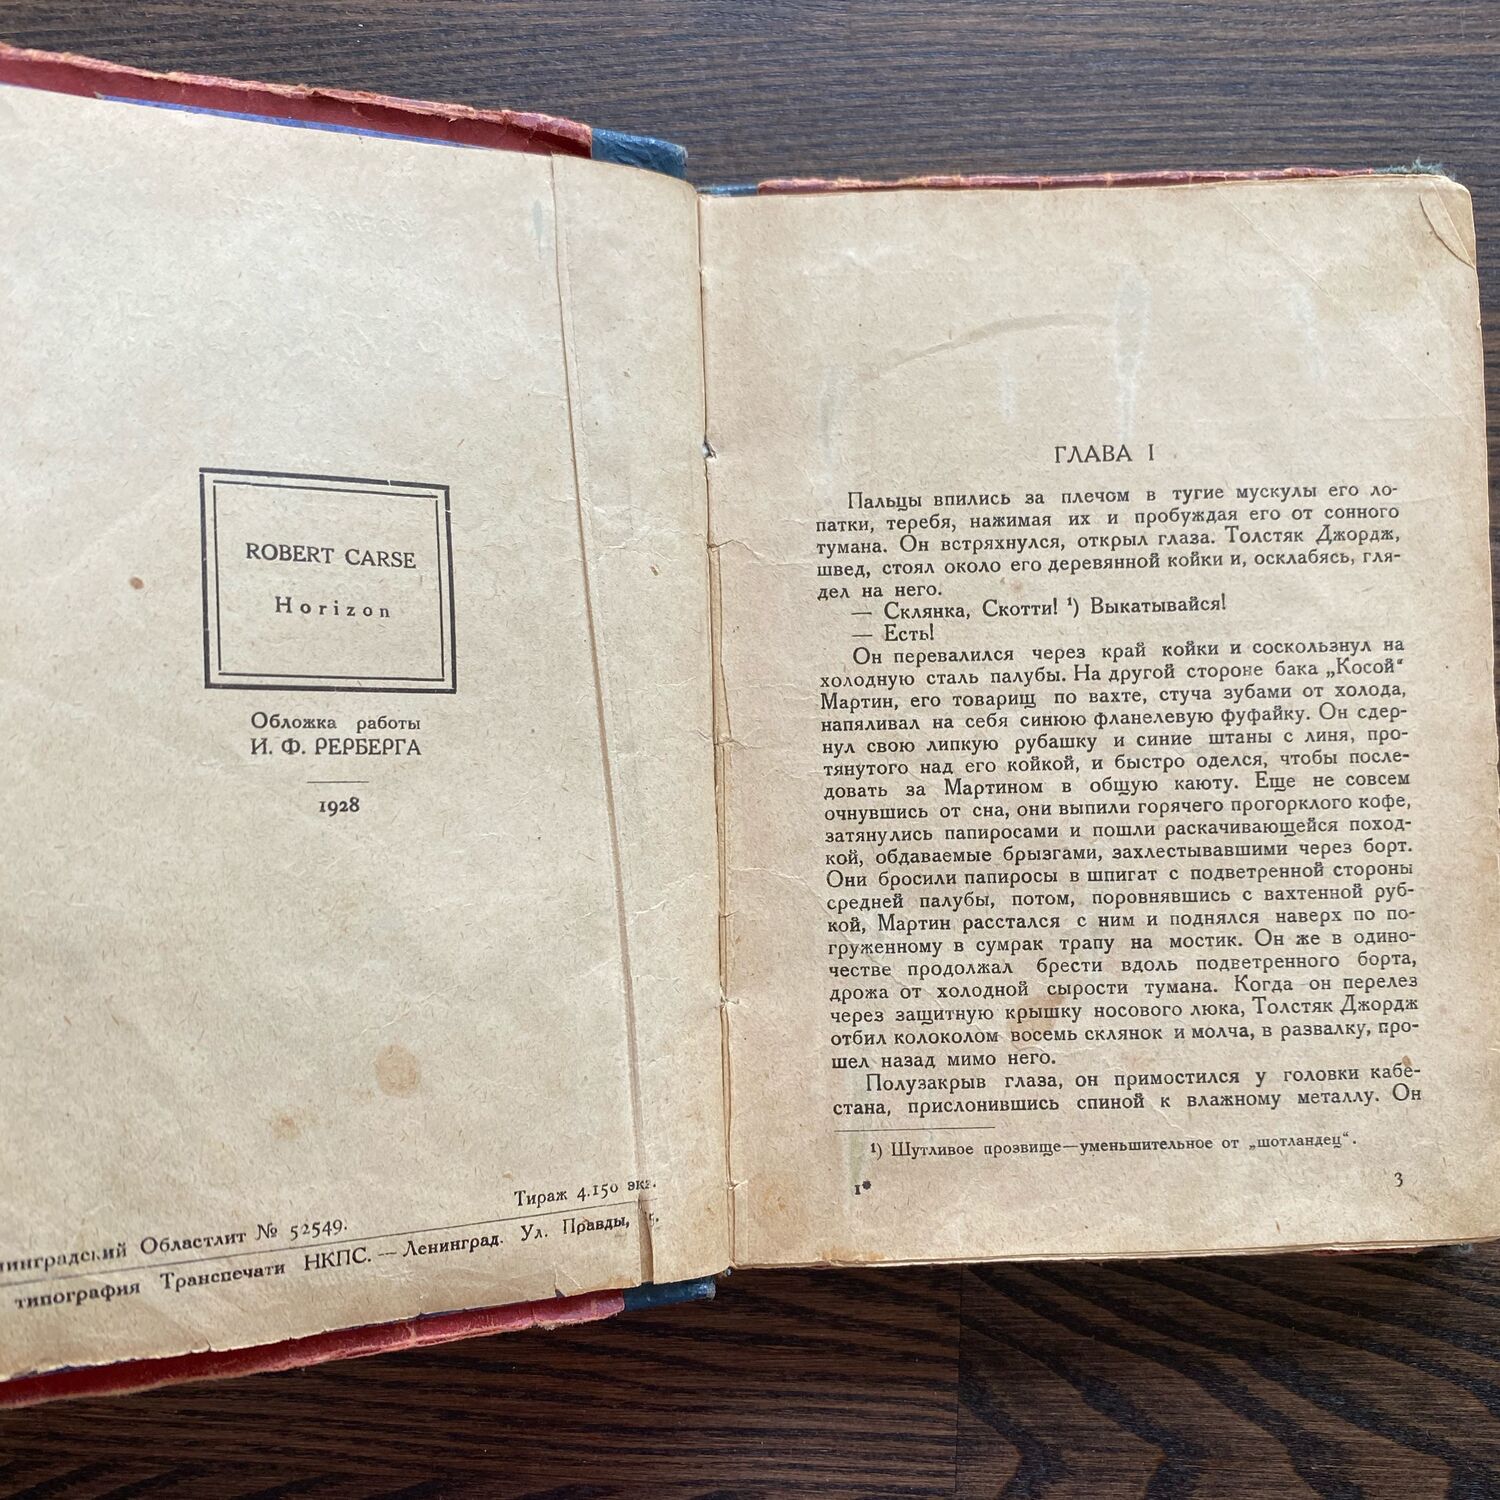 ROBERT CARSE
Horizon
Обложка работы
И. Ф. РЕРБЕРГА
1928
Тираж 4.150 экз.
Областлит № 52549.
типография Транспечати НКПС. — Ленинград. Ул. Правды,
ГЛАВА I
Пальцы впились за плечом в тугие мускулы его ло-
патки, теребя, нажимая их и пробуждая его от сонного
тумана. Он встряхнулся, открыл глаза. Толстяк Джордж,
швед, стоял около его деревянной койки и, осклабясь, гля-
дел на него.
— Склянка, Скотти! ¹) Выкатывайся!
— Есть!
Он перевалился через край койки и соскользнул на
холодную сталь палубы. На другой стороне бака „Косой“
Мартин, его товарищ по вахте, стуча зубами от холода,
напяливал на себя синюю фланелевую фуфайку. Он сдер-
нул свою липкую рубашку и синие штаны с линя, про-
тянутого над его койкой, и быстро оделся, чтобы после-
довать за Мартином в общую каюту. Еще не совсем
очнувшись от сна, они выпили горячего прогорклого кофе,
затянулись папиросами и пошли раскачивающейся поход-
кой, обдаваемые брызгами, захлестывавшими через борт.
Они бросили папиросы в шпигат с подветренной стороны
средней палубы, потом, поровнявшись с вахтенной руб-
кой, Мартин расстался с ним и поднялся наверх по по-
груженному в сумрак трапу на мостик. Он же в одино-
честве продолжал брести вдоль подветренного борта,
дрожа от холодной сырости тумана. Когда он перелез
через защитную крышку носового люка, Толстяк Джордж
отбил колоколом восемь склянок и молча, в развалку, про-
шел назад мимо него.
Полузакрыв глаза, он примостился у головки кабе-
стана, прислонившись спиной к влажному металлу. Он
¹) Шутливое прозвище—уменьшительное от „шотландец“.
1*
3